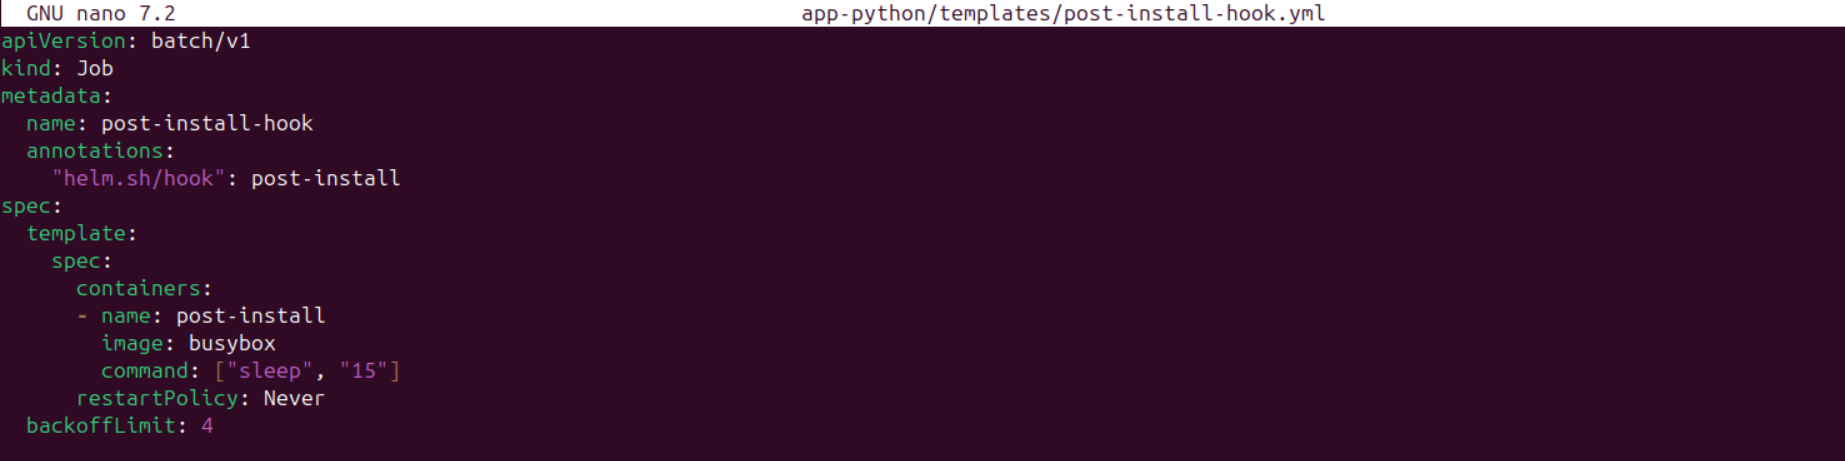 GNU nano 7.2 app-python/templates/post-install-hook.yml
apiVersion: batch/v1
kind: Job
metadata:
  name: post-install-hook
  annotations:
    "helm.sh/hook": post-install
spec:
  template:
    spec:
      containers:
      - name: post-install
        image: busybox
        command: ["sleep", "15"]
      restartPolicy: Never
  backoffLimit: 4